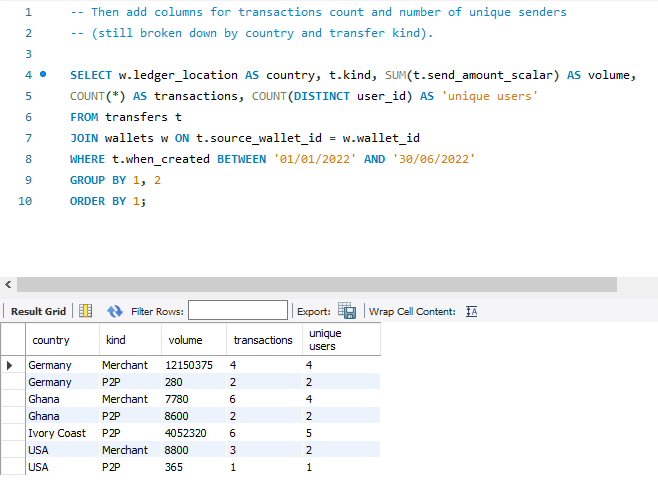 1 -- Then add columns for transactions count and number of unique senders
2 -- (still broken down by country and transfer kind).
3
4 SELECT w.ledger_location AS country, t.kind, SUM(t.send_amount_scalar) AS volume,
5 COUNT(*) AS transactions, COUNT(DISTINCT user_id) AS 'unique users'
6 FROM transfers t
7 JOIN wallets w ON t.source_wallet_id = w.wallet_id
8 WHERE t.when_created BETWEEN '01/01/2022' AND '30/06/2022'
9 GROUP BY 1, 2
10 ORDER BY 1;
Result Grid Filter Rows: Export: Wrap Cell Content: IA
country kind volume transactions unique users
Germany Merchant 12150375 4 4
Germany P2P 280 2 2
Ghana Merchant 7780 6 4
Ghana P2P 8600 2 2
Ivory Coast P2P 4052320 6 5
USA Merchant 8800 3 2
USA P2P 365 1 1